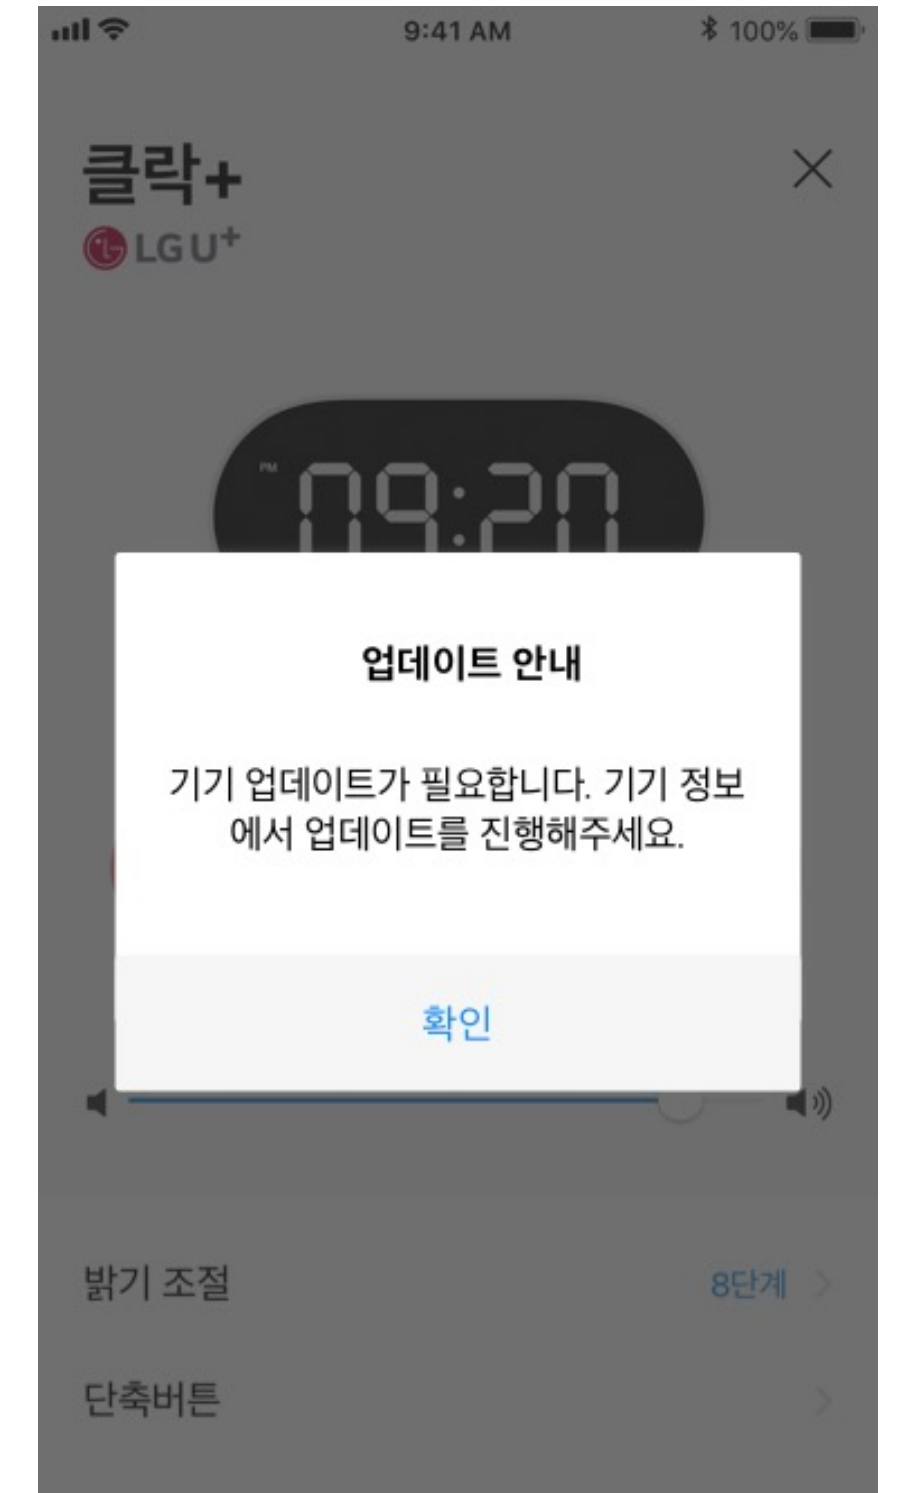 9:41 AM
100%
클락+
LG U+
PM
09:20
업데이트 안내
기기 업데이트가 필요합니다. 기기 정보
에서 업데이트를 진행해주세요.
확인
밝기 조절
8단계
단축버튼